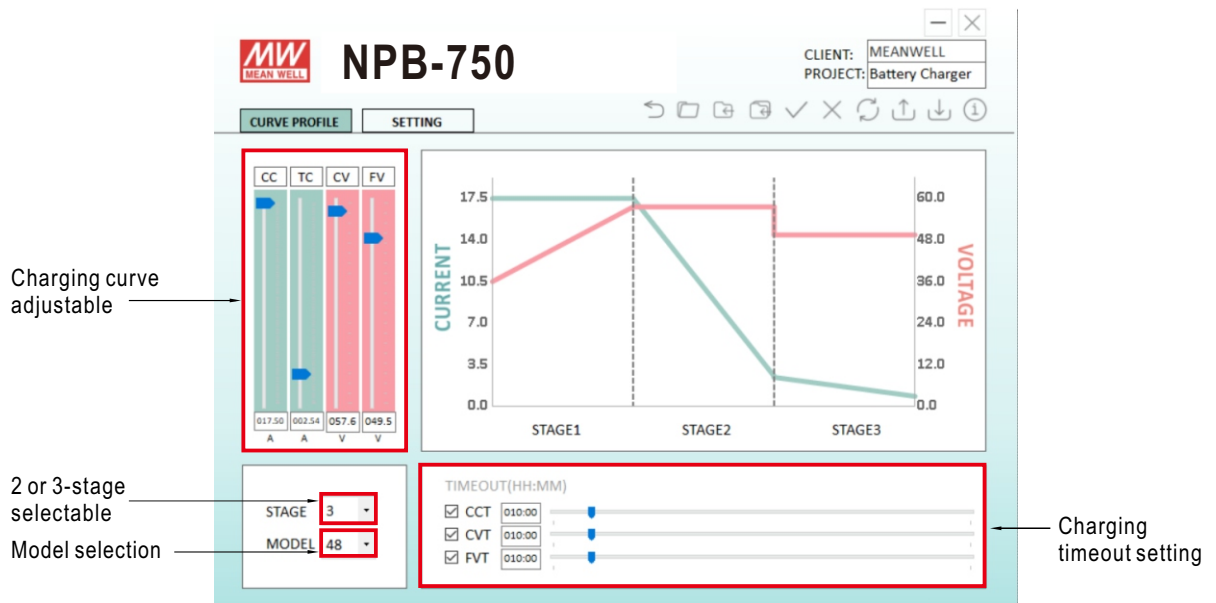 MW
MEAN WELL
NPB-750
CLIENT: MEANWELL
PROJECT: Battery Charger
CURVE PROFILE SETTING
CC TC CV FV
017.50 002.54 057.6 049.5
A A V V
Charging curve
adjustable
CURRENT
17.5
14.0
10.5
7.0
3.5
0.0
60.0
48.0
36.0
24.0
12.0
0.0
VOLTAGE
STAGE1 STAGE2 STAGE3
2 or 3-stage
selectable
Model selection
STAGE 3
MODEL 48
TIMEOUT(HH:MM)
CCT 010:00
CVT 010:00
FVT 010:00
Charging
timeout setting